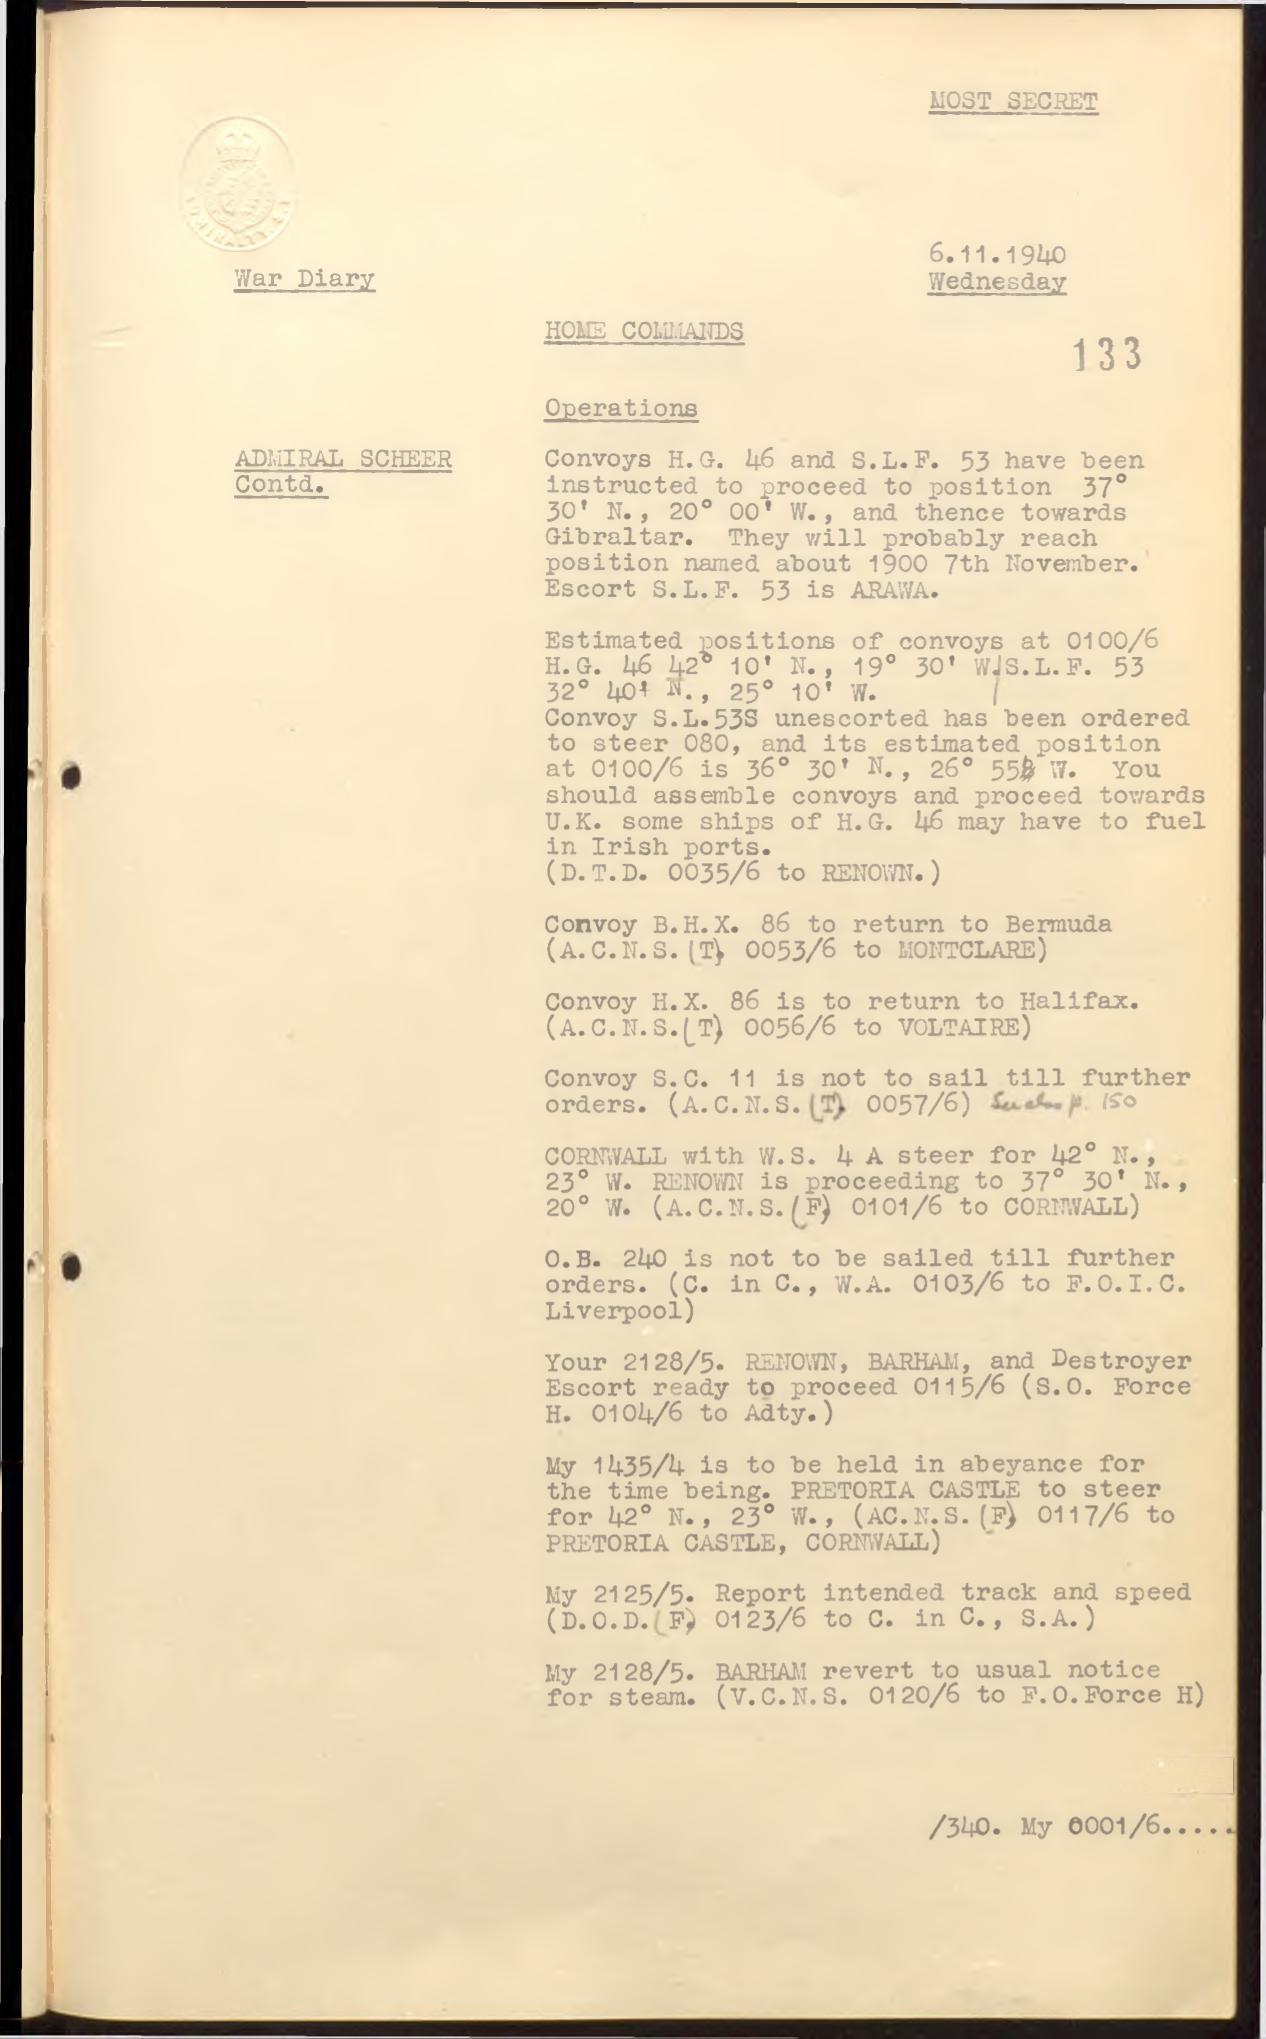 MOST SECRET
ADMIRALTY. S.1
6.11.1940
War Diary
Wednesday
HOME COMMANDS
133
Operations
ADMIRAL SCHEER
Contd.
Convoys H.G. 46 and S.L.F. 53 have been
instructed to proceed to position 37°
30' N., 20° 00' W., and thence towards
Gibraltar. They will probably reach
position named about 1900 7th November.
Escort S.L.F. 53 is ARAWA.
Estimated positions of convoys at 0100/6
H.G. 46 42° 10' N., 19° 30' W./S.L.F. 53
32° 40' N., 25° 10' W.
Convoy S.L.53S unescorted has been ordered
to steer 080, and its estimated position
at 0100/6 is 36° 30' N., 26° 55' W. You
should assemble convoys and proceed towards
U.K. some ships of H.G. 46 may have to fuel
in Irish ports.
(D.T.D. 0035/6 to RENOWN.)
Convoy B.H.X. 86 to return to Bermuda
(A.C.N.S.(T) 0053/6 to MONTCLARE)
Convoy H.X. 86 is to return to Halifax.
(A.C.N.S.(T) 0056/6 to VOLTAIRE)
Convoy S.C. 11 is not to sail till further
orders. (A.C.N.S.(T) 0057/6) See also p. 150
CORNWALL with W.S. 4 A steer for 42° N.,
23° W. RENOWN is proceeding to 37° 30' N.,
20° W. (A.C.N.S.(F) 0101/6 to CORNWALL)
O.B. 240 is not to be sailed till further
orders. (C. in C., W.A. 0103/6 to F.O.I.C.
Liverpool)
Your 2128/5. RENOWN, BARHAM, and Destroyer
Escort ready to proceed 0115/6 (S.O. Force
H. 0104/6 to Adty.)
My 1435/4 is to be held in abeyance for
the time being. PRETORIA CASTLE to steer
for 42° N., 23° W., (AC.N.S.(F) 0117/6 to
PRETORIA CASTLE, CORNWALL)
My 2125/5. Report intended track and speed
(D.O.D.(F) 0123/6 to C. in C., S.A.)
My 2128/5. BARHAM revert to usual notice
for steam. (V.C.N.S. 0120/6 to F.O.Force H)
/340. My 0001/6.....